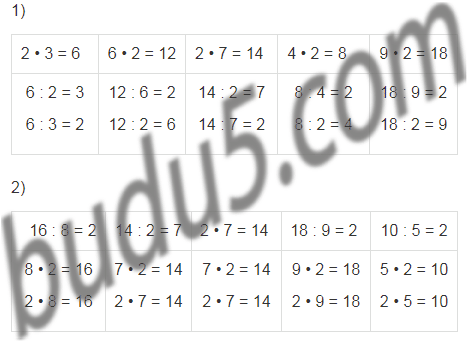 1)
2 • 3 = 6 6 • 2 = 12 2 • 7 = 14 4 • 2 = 8 9 • 2 = 18
6 : 2 = 3 12 : 6 = 2 14 : 2 = 7 8 : 4 = 2 18 : 9 = 2
6 : 3 = 2 12 : 2 = 6 14 : 7 = 2 8 : 2 = 4 18 : 2 = 9
2)
16 : 8 = 2 14 : 2 = 7 2 • 7 = 14 18 : 9 = 2 10 : 5 = 2
8 • 2 = 16 7 • 2 = 14 7 • 2 = 14 9 • 2 = 18 5 • 2 = 10
2 • 8 = 16 2 • 7 = 14 2 • 7 = 14 2 • 9 = 18 2 • 5 = 10
budu5.com